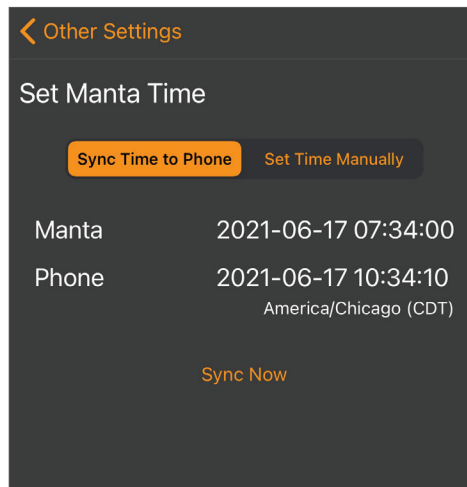 Other Settings
Set Manta Time
Sync Time to Phone Set Time Manually
Manta 2021-06-17 07:34:00
Phone 2021-06-17 10:34:10
America/Chicago (CDT)
Sync Now